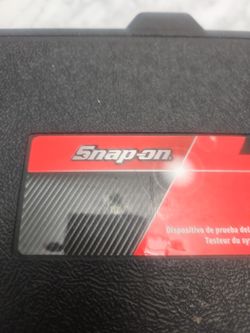 Snap-on
Dispositivo de prueba del
Testeur du sy